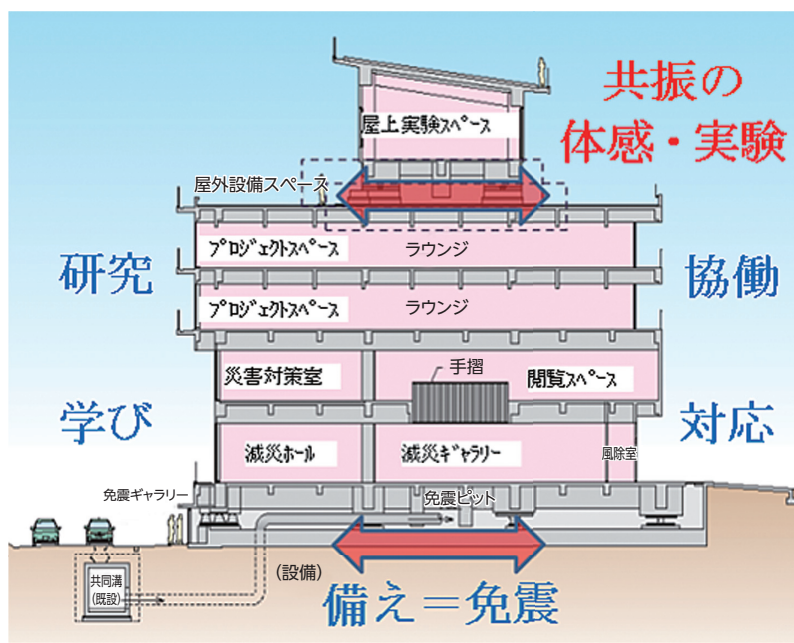 共振の
体感・実験
屋上実験スペース
屋外設備スペース
研究
プロジェクトスペース
ラウンジ
協働
プロジェクトスペース
ラウンジ
災害対策室
手摺
閲覧スペース
学び
対応
減災ホール
減災ギャラリー
風除室
免震ギャラリー
免震ピット
共同溝
(既設)
(設備)
備え＝免震